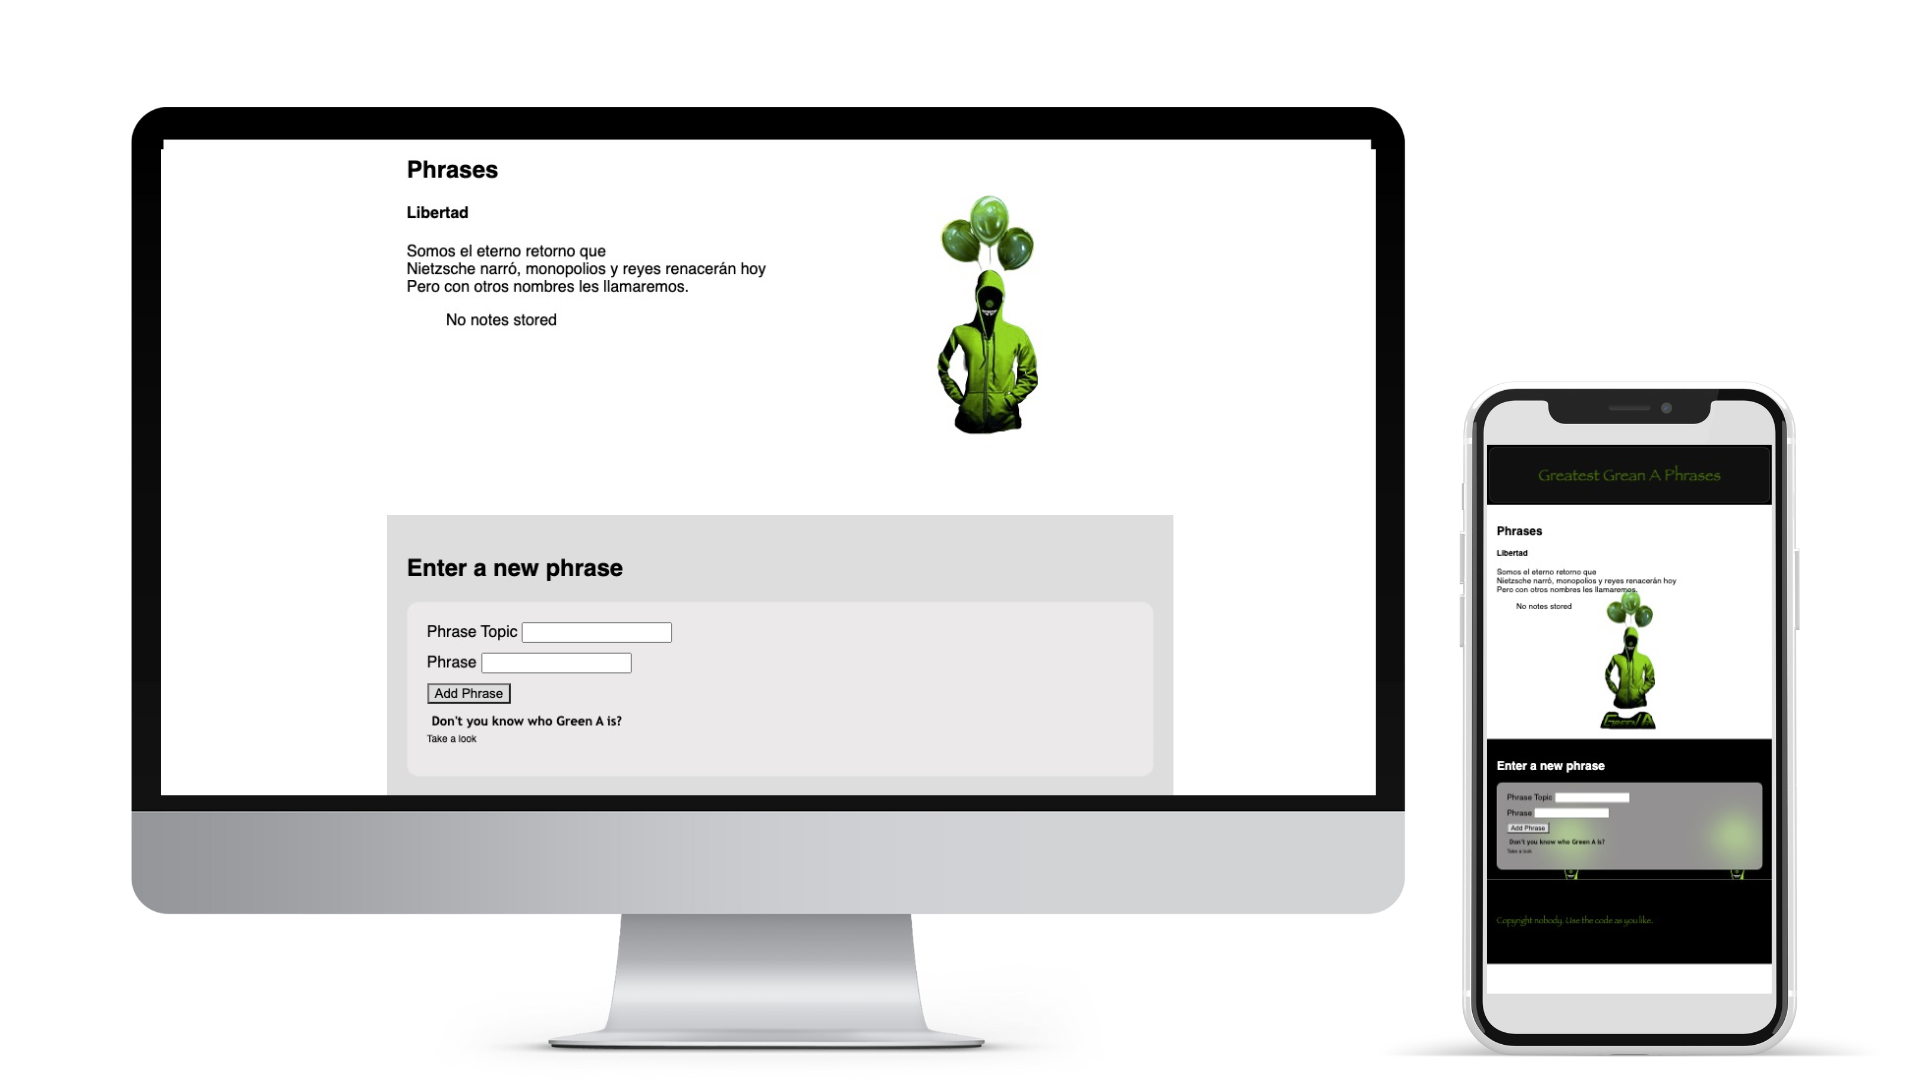 Phrases
Libertad
Somos el eterno retorno que
Nietzsche narró, monopolios y reyes renacerán hoy
Pero con otros nombres les llamaremos.
No notes stored
Enter a new phrase
Phrase Topic
Phrase
Add Phrase
Don't you know who Green A is?
Take a look
Greatest Grean A Phrases
Phrases
Libertad
Somos el eterno retorno que
Nietzsche narró, monopolios y reyes renacerán hoy
Pero con otros nombres les llamaremos.
No notes stored
Green A
Enter a new phrase
Phrase Topic
Phrase
Add Phrase
Don't you know who Green A is?
Take a look
Copyright nobody. Use the code as you like.